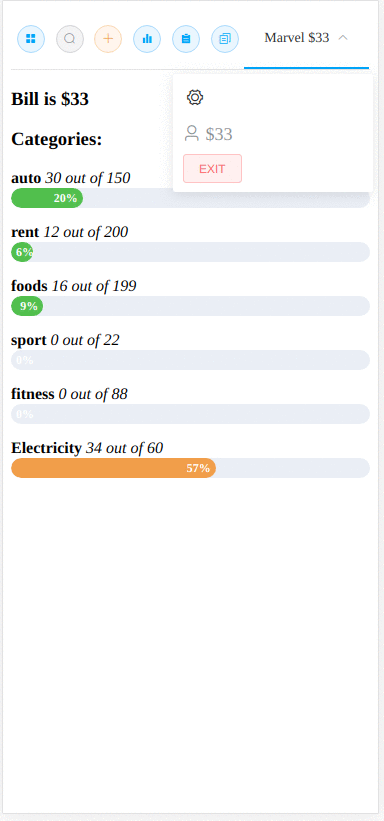 Marvel $33
Bill is $33
$33
EXIT
Categories:
auto 30 out of 150
20%
rent 12 out of 200
6%
foods 16 out of 199
9%
sport 0 out of 22
0%
fitness 0 out of 88
0%
Electricity 34 out of 60
57%